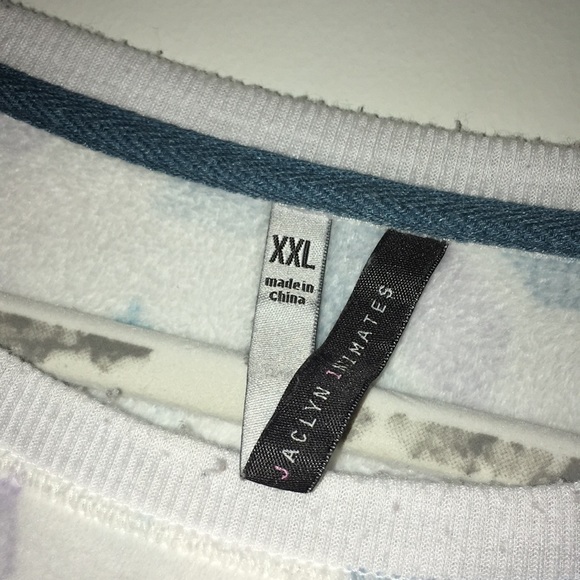 XXL
made in
China
JACLYN INTIMATES